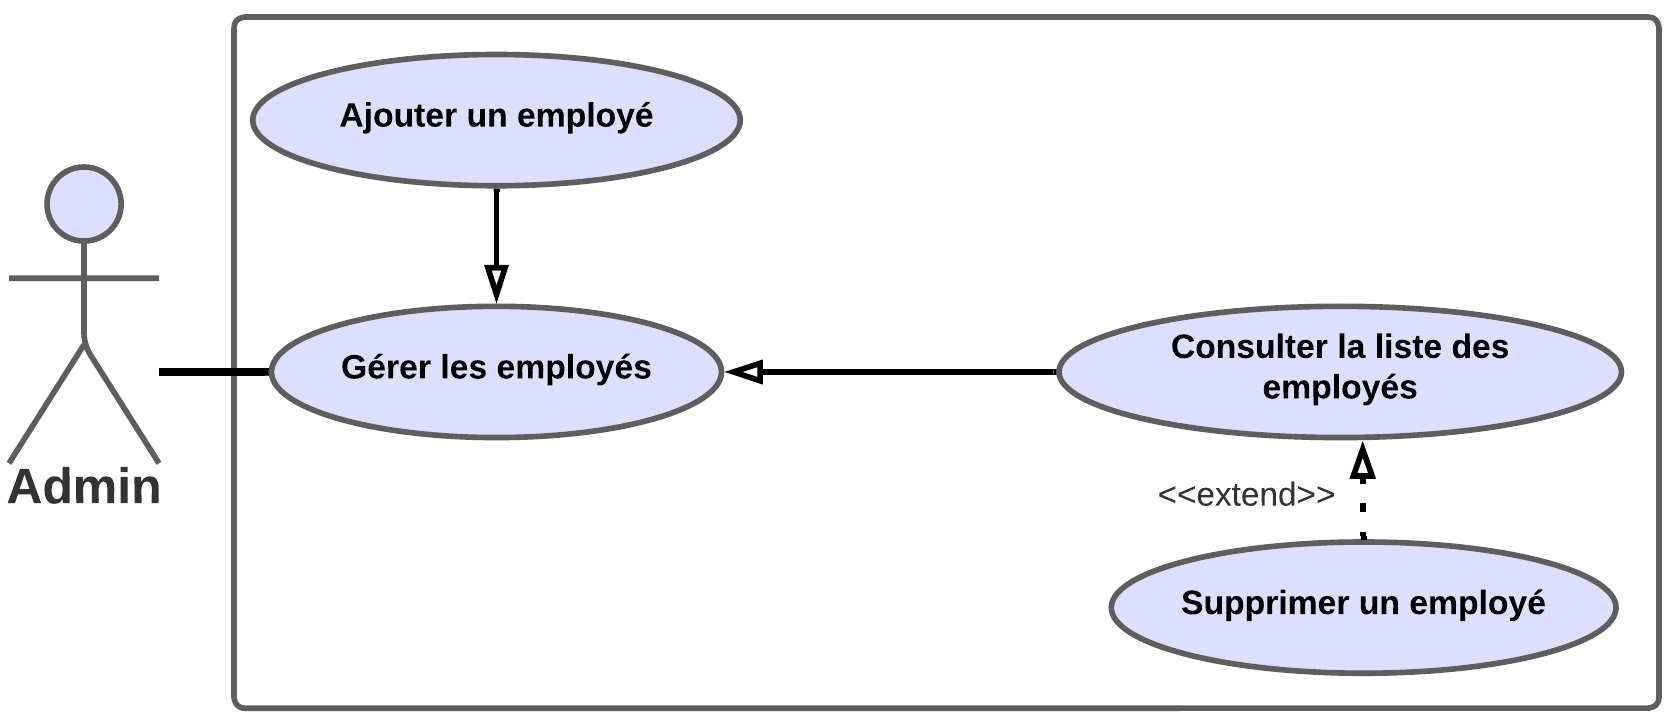 Ajouter un employé
Gérer les employés
Consulter la liste des
employés
Admin
<<extend>>
Supprimer un employé